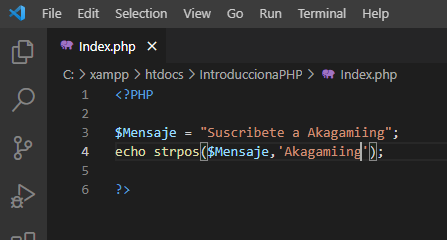 File Edit Selection View Go Run Terminal Help
Index.php ×
C: > xampp > htdocs > IntroduccionaPHP > Index.php
1 <?PHP
2
3 $Mensaje = "Suscribete a Akagamiing";
4 echo strpos($Mensaje,'Akagamiing');
5
6 ?>